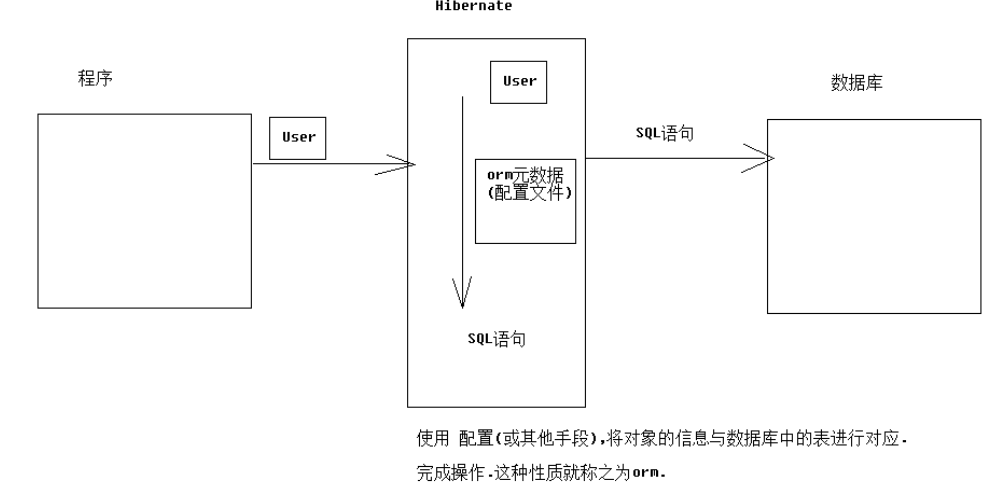 Hibernate
程序
User
User
orm元数据
(配置文件)
SQL语句
SQL语句
数据库
使用 配置(或其他手段),将对象的信息与数据库中的表进行对应.
完成操作.这种性质就称之为orm.